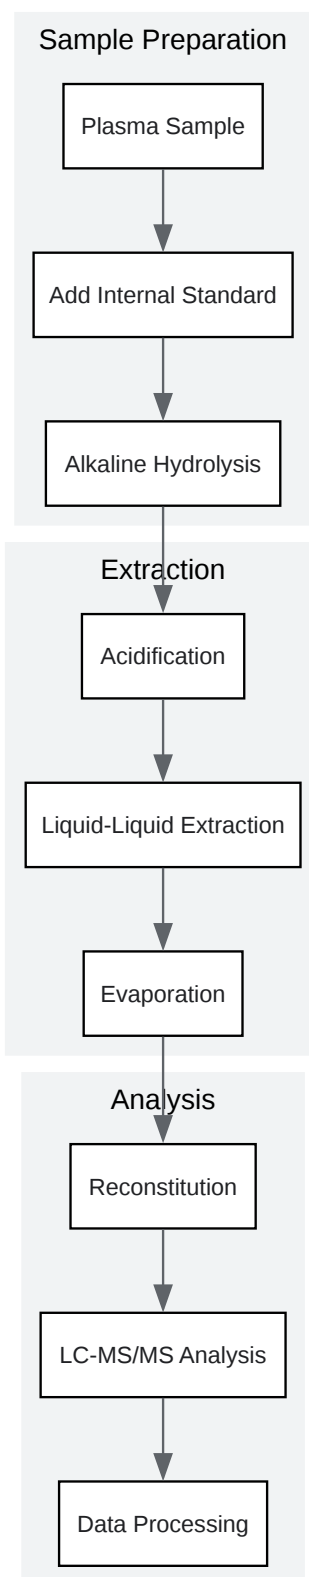 Sample Preparation
Plasma Sample
Add Internal Standard
Alkaline Hydrolysis
Extraction
Acidification
Liquid-Liquid Extraction
Evaporation
Analysis
Reconstitution
LC-MS/MS Analysis
Data Processing